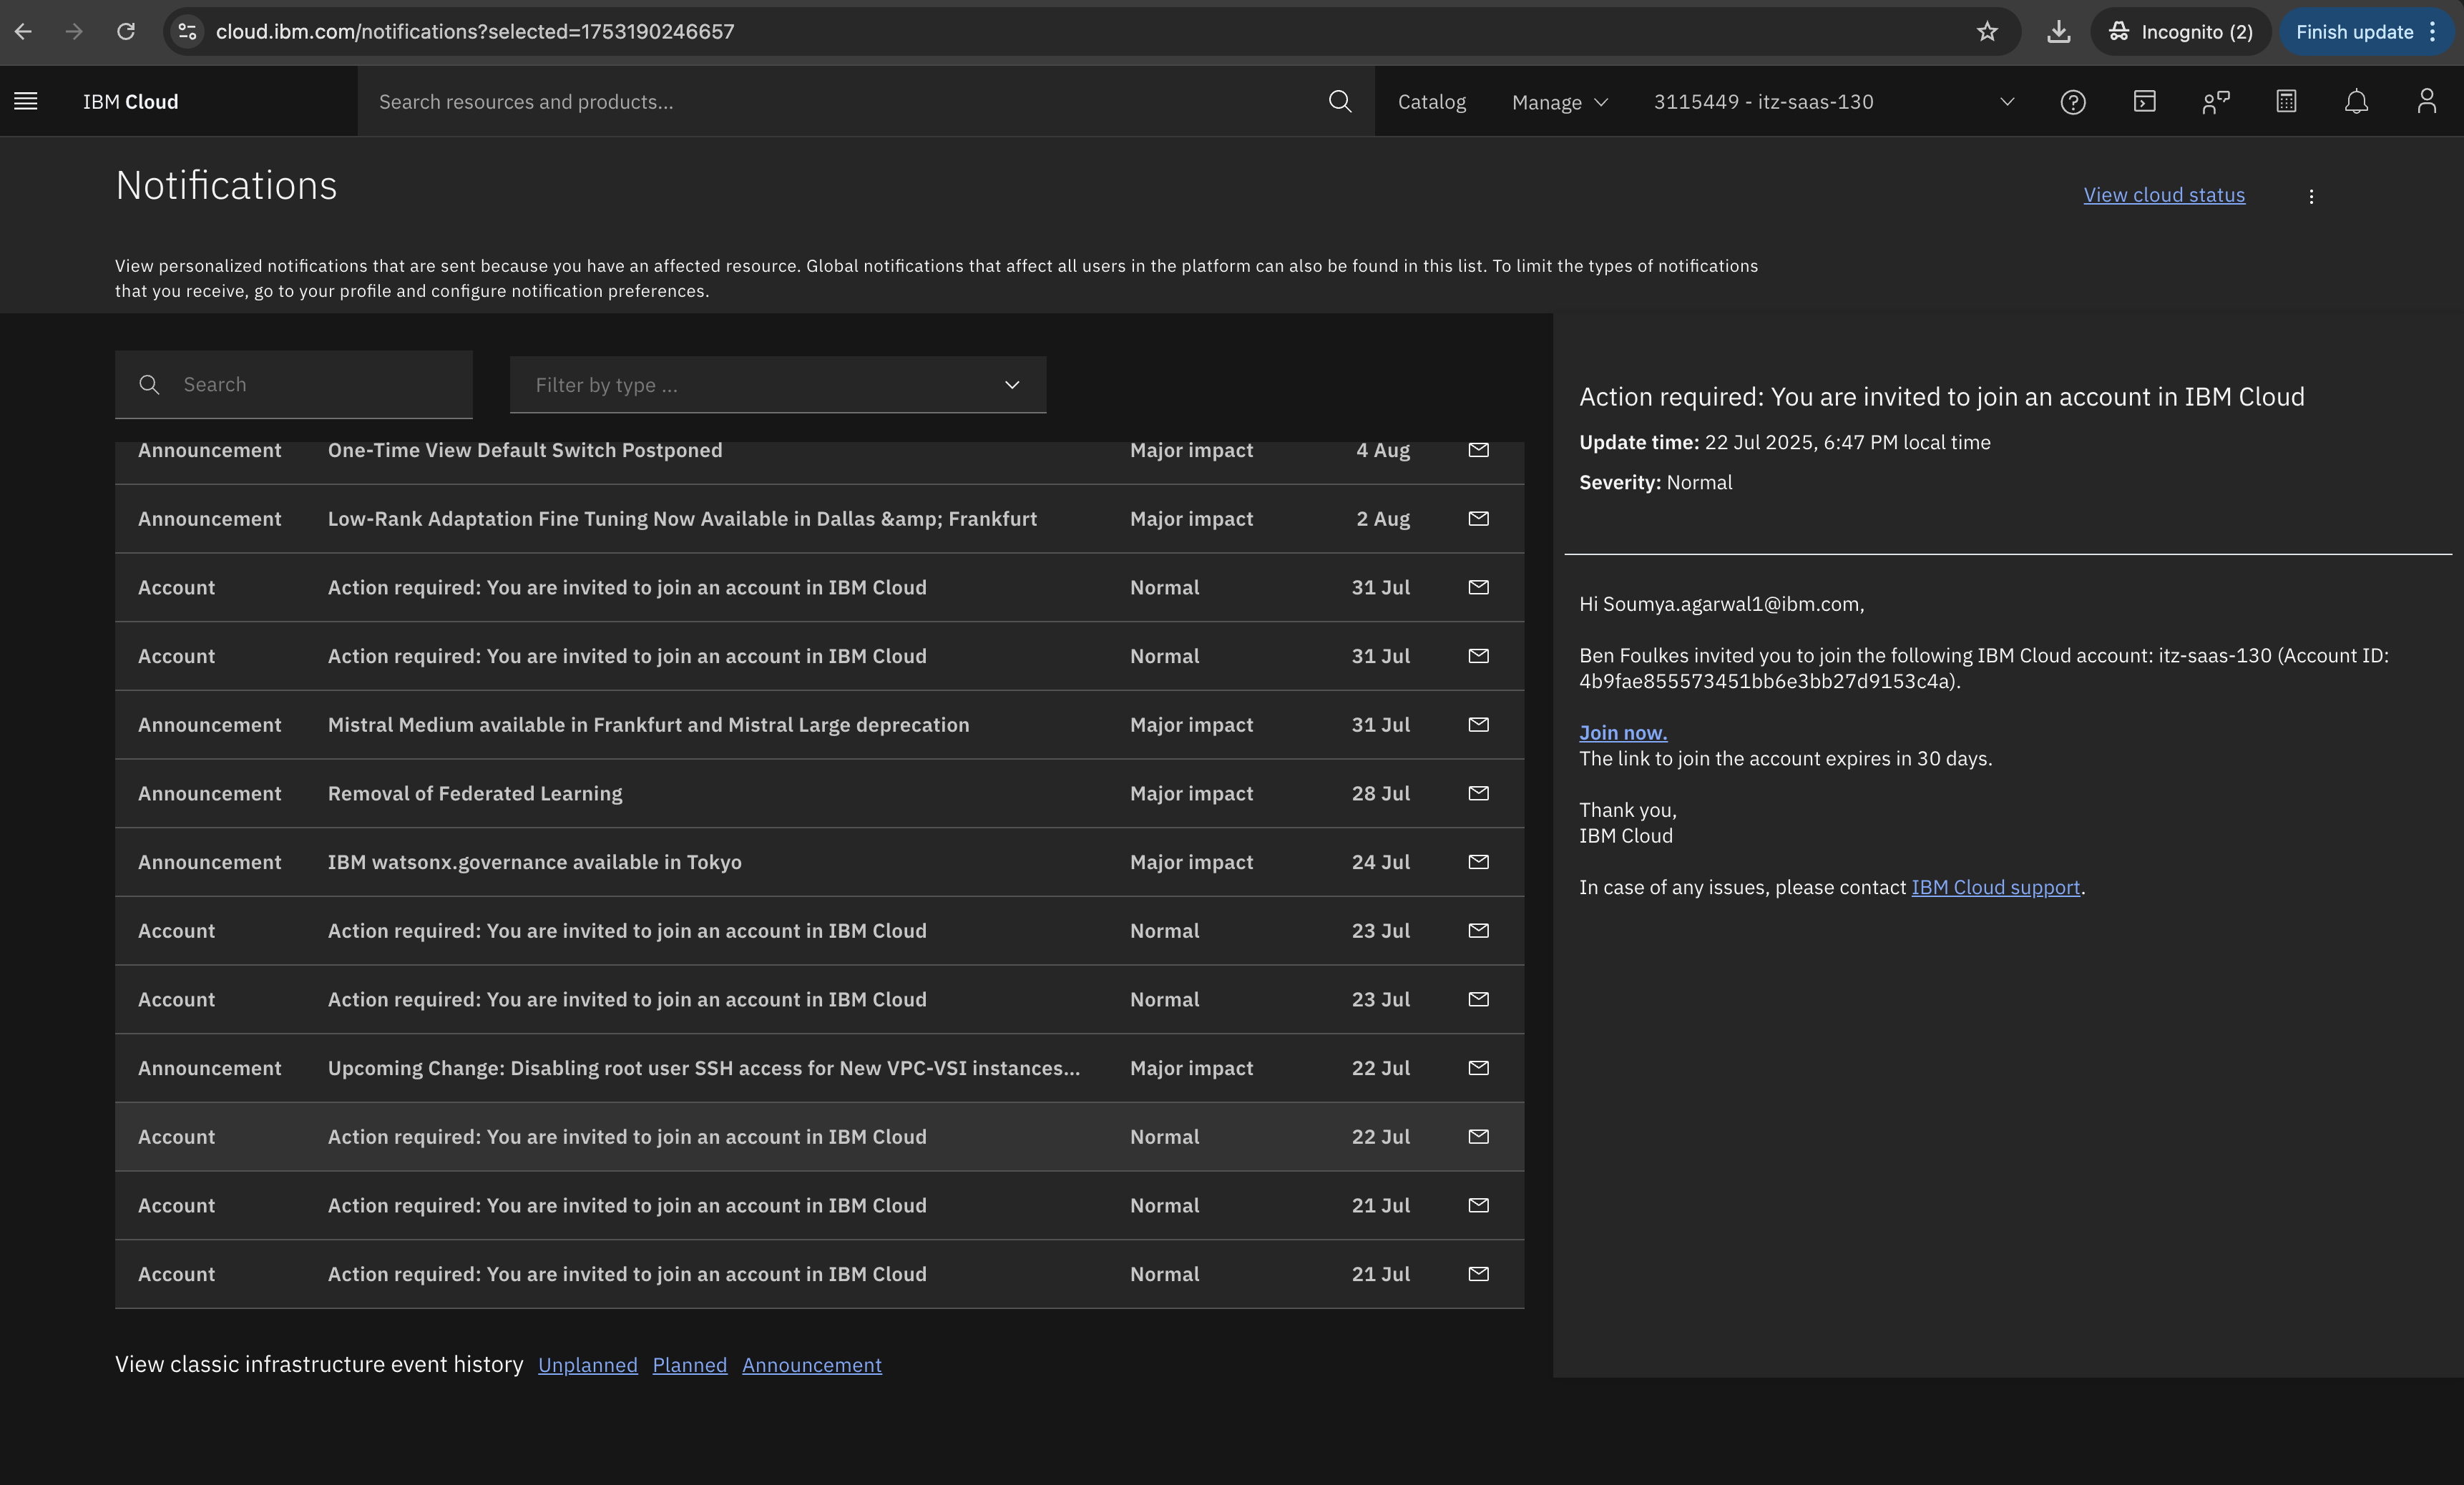 cloud.ibm.com/notifications?selected=1753190246657
Incognito (2)
Finish update
IBM Cloud
Search resources and products...
Catalog
Manage
3115449 - itz-saas-130
Notifications
View cloud status
View personalized notifications that are sent because you have an affected resource. Global notifications that affect all users in the platform can also be found in this list. To limit the types of notifications
that you receive, go to your profile and configure notification preferences.
Search
Filter by type ...
Announcement One-Time View Default Switch Postponed Major impact 4 Aug
Announcement Low-Rank Adaptation Fine Tuning Now Available in Dallas &amp; Frankfurt Major impact 2 Aug
Account Action required: You are invited to join an account in IBM Cloud Normal 31 Jul
Account Action required: You are invited to join an account in IBM Cloud Normal 31 Jul
Announcement Mistral Medium available in Frankfurt and Mistral Large deprecation Major impact 31 Jul
Announcement Removal of Federated Learning Major impact 28 Jul
Announcement IBM watsonx.governance available in Tokyo Major impact 24 Jul
Account Action required: You are invited to join an account in IBM Cloud Normal 23 Jul
Account Action required: You are invited to join an account in IBM Cloud Normal 23 Jul
Announcement Upcoming Change: Disabling root user SSH access for New VPC-VSI instances... Major impact 22 Jul
Account Action required: You are invited to join an account in IBM Cloud Normal 22 Jul
Account Action required: You are invited to join an account in IBM Cloud Normal 21 Jul
Account Action required: You are invited to join an account in IBM Cloud Normal 21 Jul
View classic infrastructure event history Unplanned Planned Announcement
Action required: You are invited to join an account in IBM Cloud
Update time: 22 Jul 2025, 6:47 PM local time
Severity: Normal
Hi Soumya.agarwal1@ibm.com,
Ben Foulkes invited you to join the following IBM Cloud account: itz-saas-130 (Account ID:
4b9fae855573451bb6e3bb27d9153c4a).
Join now.
The link to join the account expires in 30 days.
Thank you,
IBM Cloud
In case of any issues, please contact IBM Cloud support.